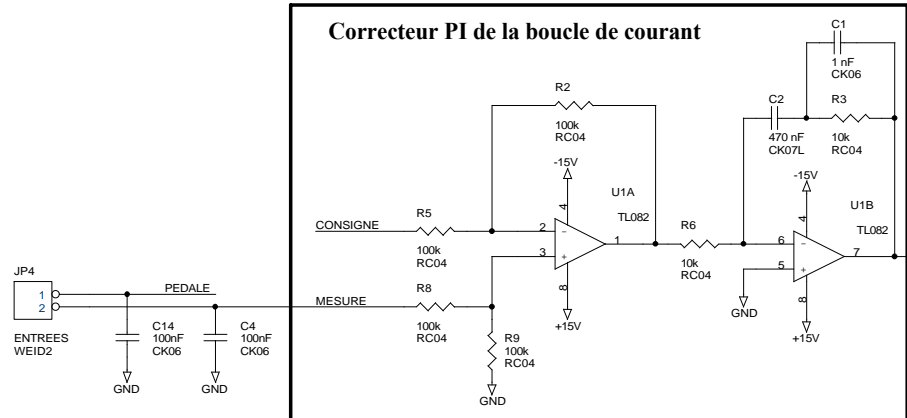 Correcteur PI de la boucle de courant
C1
1 nF
CK06
R2
100k
RC04
C2
470 nF
CK07L
R3
10k
RC04
-15V
4
U1A
TL082
-15V
4
U1B
TL082
CONSIGNE
R5
100k
RC04
2
3
1
R6
10k
RC04
6
5
7
8
+15V
GND
8
+15V
JP4
1
2
ENTREES
WEID2
PEDALE
MESURE
R8
100k
RC04
R9
100k
RC04
GND
C14
100nF
CK06
GND
C4
100nF
CK06
GND